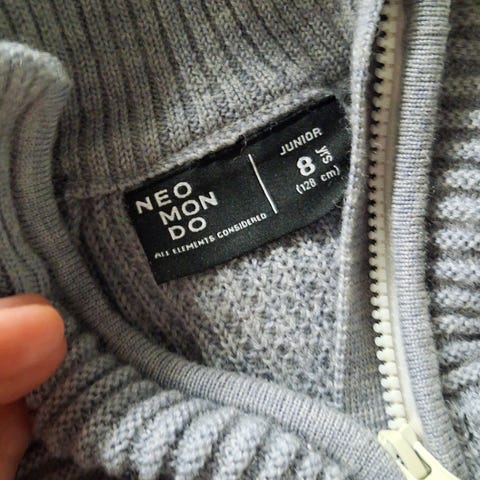 NEO
MON
DO
ALL ELEMENTS CONSIDERED
JUNIOR
8 yrs
(128 cm)